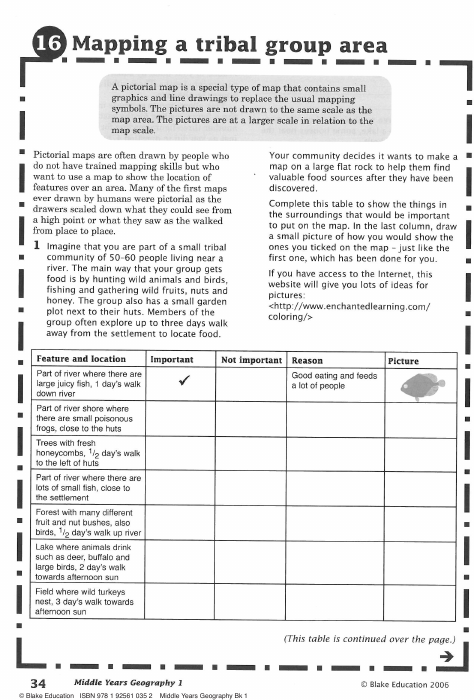 16 Mapping a tribal group area
A pictorial map is a special type of map that contains small
graphics and line drawings to replace the usual mapping
symbols. The pictures are not drawn to the same scale as the
map area. The pictures are at a larger scale in relation to the
map scale.
Pictorial maps are often drawn by people who
do not have trained mapping skills but who
want to use a map to show the location of
features over an area. Many of the first maps
ever drawn by humans were pictorial as the
drawers scaled down what they could see from
a high point or what they saw as the walked
from place to place.
1 Imagine that you are part of a small tribal
community of 50–60 people living near a
river. The main way that your group gets
food is by hunting wild animals and birds,
fishing and gathering wild fruits, nuts and
honey. The group also has a small garden
plot next to their huts. Members of the
group often explore up to three days walk
away from the settlement to locate food.
Your community decides it wants to make a
map on a large flat rock to help them find
valuable food sources after they have been
discovered.
Complete this table to show the things in
the surroundings that would be important
to put on the map. In the last column, draw
a small picture of how you would show the
ones you ticked on the map – just like the
first one, which has been done for you.
If you have access to the Internet, this
website will give you lots of ideas for
pictures:
<http://www.enchantedlearning.com/
coloring/>
Feature and location Important Not important Reason Picture
Part of river where there are
large juicy fish, 1 day's walk
down river
✓
Good eating and feeds
a lot of people
Part of river shore where
there are small poisonous
frogs, close to the huts
Trees with fresh
honeycombs, 1/2 day's walk
to the left of huts
Part of river where there are
lots of small fish, close to
the settlement
Forest with many different
fruit and nut bushes, also
birds, 1/2 day's walk up river
Lake where animals drink
such as deer, buffalo and
large birds, 2 day's walk
towards afternoon sun
Field where wild turkeys
nest, 3 day's walk towards
afternoon sun
(This table is continued over the page.)
34 Middle Years Geography 1 © Blake Education 2006
© Blake Education ISBN 978 1 92561 035 2 Middle Years Geography Bk 1